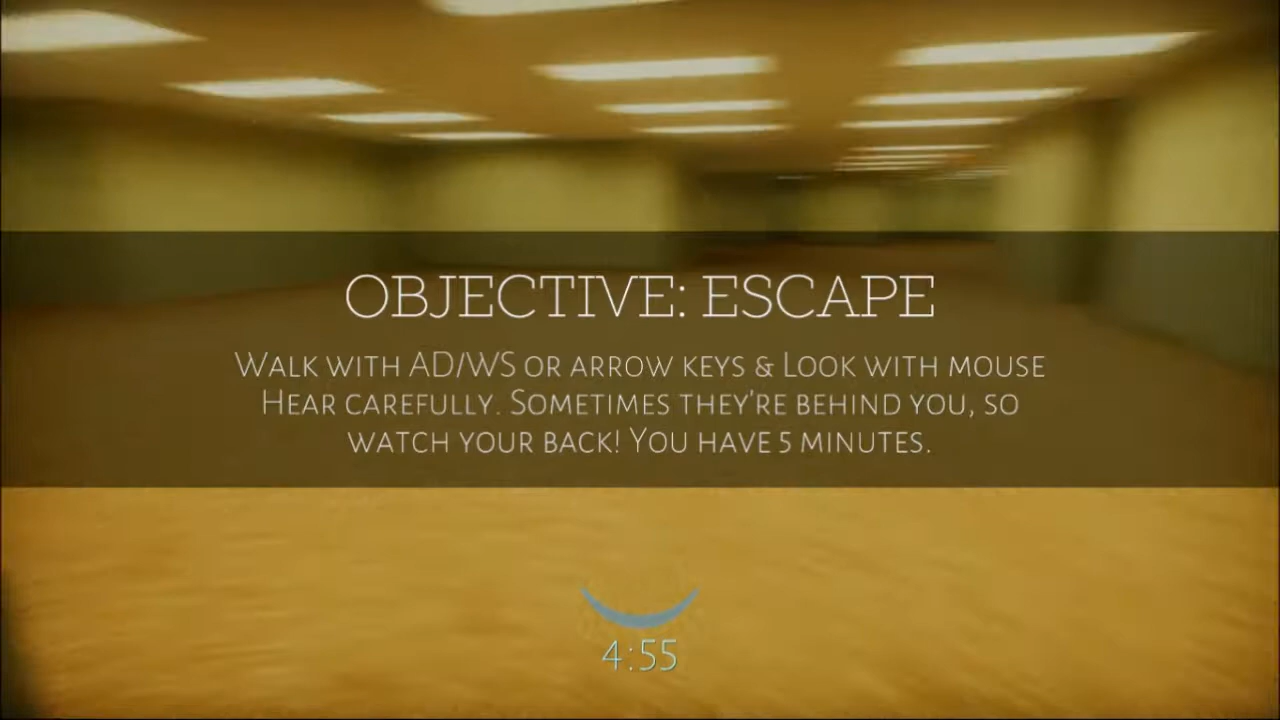 OBJECTIVE: ESCAPE
WALK WITH AD/WS OR ARROW KEYS & LOOK WITH MOUSE
HEAR CAREFULLY. SOMETIMES THEY'RE BEHIND YOU, SO
WATCH YOUR BACK! YOU HAVE 5 MINUTES.
4:55